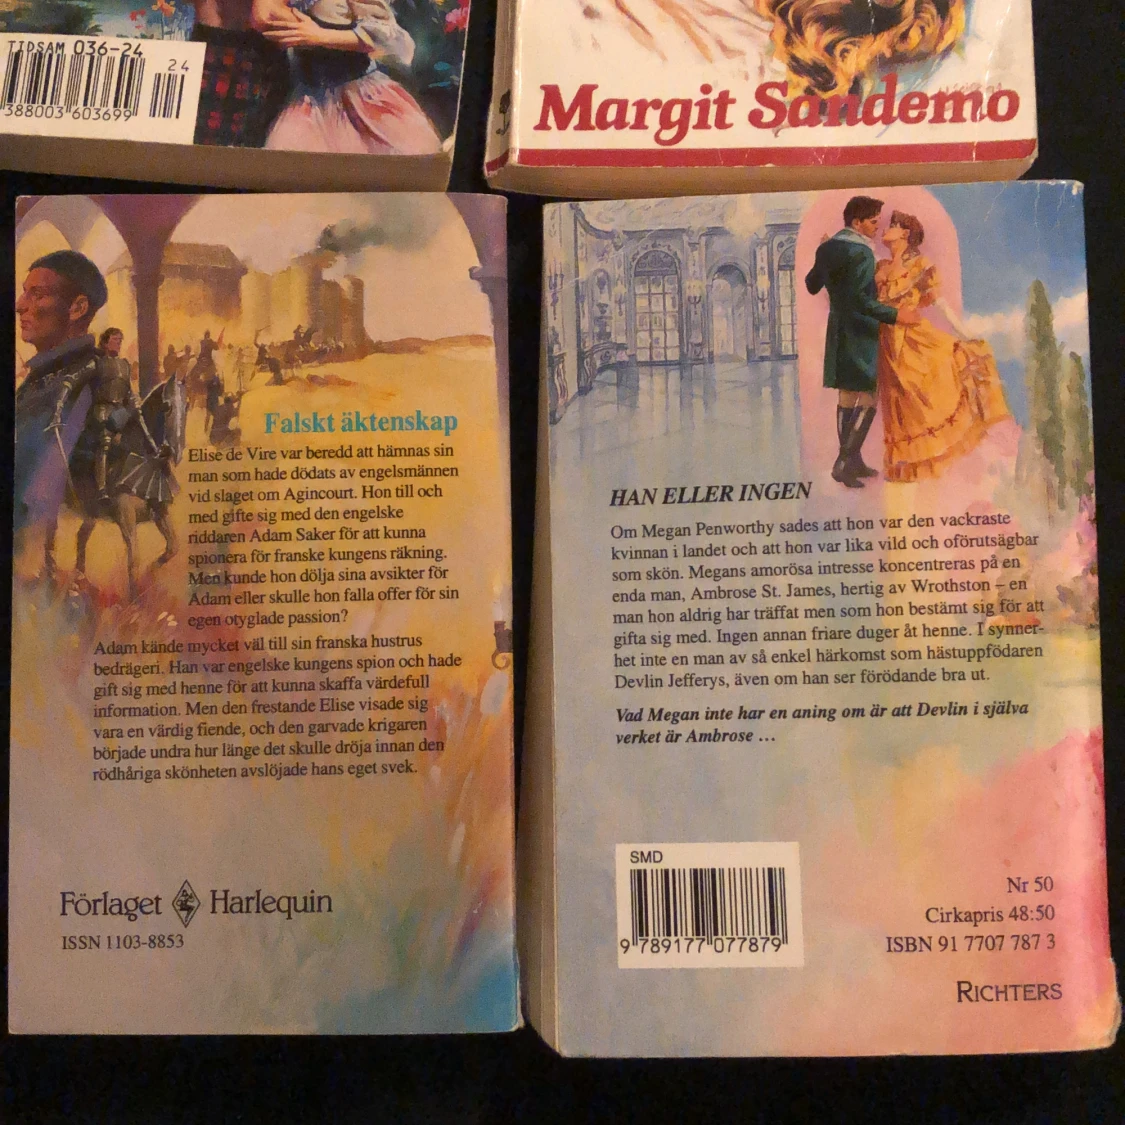 TIDSAM 036-24
24
388003 603699
Margit Sandemo
Falskt äktenskap
Elise de Vire var beredd att hämnas sin
man som hade dödats av engelsmännen
vid slaget om Agincourt. Hon till och
med gifte sig med den engelske
riddaren Adam Saker för att kunna
spionera för franske kungens räkning.
Men kunde hon dölja sina avsikter för
Adam eller skulle hon falla offer för sin
egen otyglade passion?
Adam kände mycket väl till sin franska hustrus
bedrägeri. Han var engelske kungens spion och hade
gift sig med henne för att kunna skaffa värdefull
information. Men den frestande Elise visade sig
vara en värdig fiende, och den garvade krigaren
började undra hur länge det skulle dröja innan den
rödhåriga skönheten avslöjade hans eget svek.
Förlaget Harlequin
ISSN 1103-8853
HAN ELLER INGEN
Om Megan Penworthy sades att hon var den vackraste
kvinnan i landet och att hon var lika vild och oförutsägbar
som skön. Megans amorösa intresse koncentreras på en
enda man, Ambrose St. James, hertig av Wrothston – en
man hon aldrig har träffat men som hon bestämt sig för att
gifta sig med. Ingen annan friare duger åt henne. I synner-
het inte en man av så enkel härkomst som hästuppfödaren
Devlin Jefferys, även om han ser förödande bra ut.
Vad Megan inte har en aning om är att Devlin i själva
verket är Ambrose ...
SMD
9 789177 077879
Nr 50
Cirkapris 48:50
ISBN 91 7707 787 3
RICHTERS